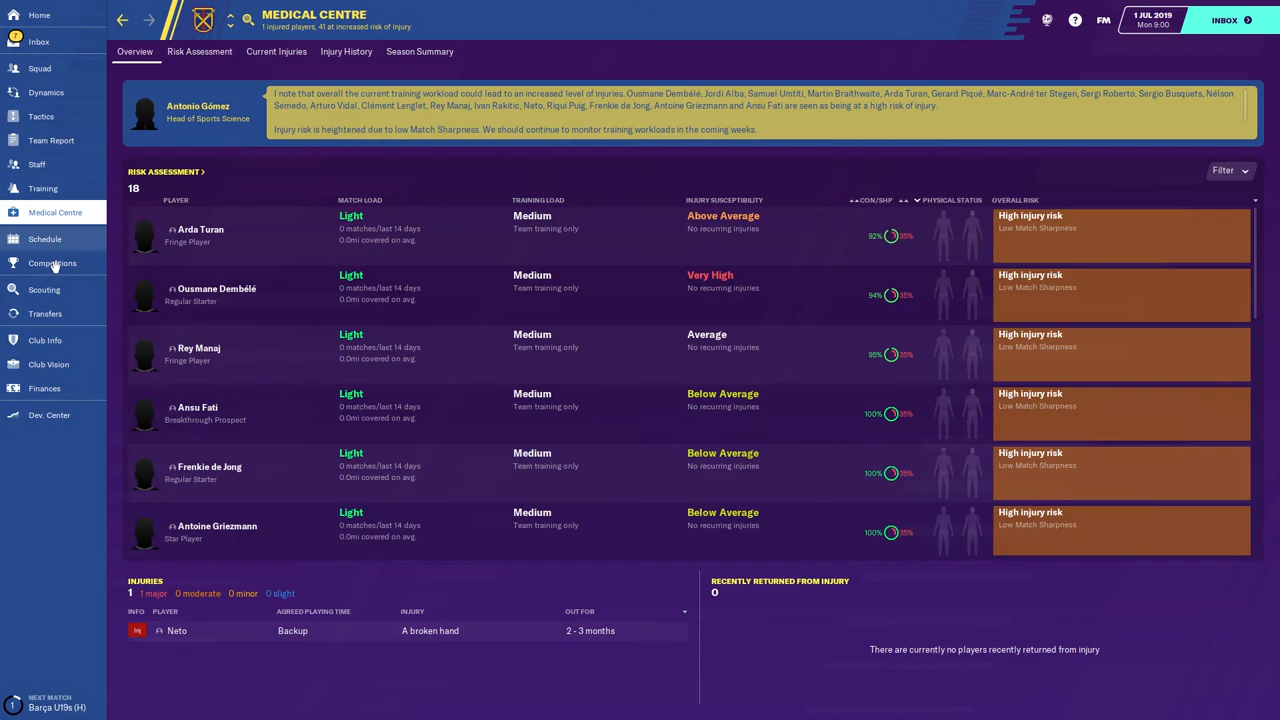 Home
7
Inbox
Squad
Dynamics
Tactics
Team Report
Staff
Training
Medical Centre
Schedule
Competitions
Scouting
Transfers
Club Info
Club Vision
Finances
Dev. Center
1
NEXT MATCH
Barça U19s (H)
MEDICAL CENTRE
1 injured players, 41 at increased risk of injury
?
FM
1 JUL 2019
Mon 9:00
INBOX
Overview Risk Assessment Current Injuries Injury History Season Summary
Antonio Gómez
Head of Sports Science
I note that overall the current training workload could lead to an increased level of injuries. Ousmane Dembélé, Jordi Alba, Samuel Umtiti, Martin Braithwaite, Arda Turan, Gerard Piqué, Marc-André ter Stegen, Sergi Roberto, Sergio Busquets, Nélson
Semedo, Arturo Vidal, Clément Lenglet, Rey Manaj, Ivan Rakitic, Neto, Riqui Puig, Frenkie de Jong, Antoine Griezmann and Ansu Fati are seen as being at a high risk of injury.
Injury risk is heightened due to low Match Sharpness. We should continue to monitor training workloads in the coming weeks.
RISK ASSESSMENT >
18
Filter
PLAYER MATCH LOAD TRAINING LOAD INJURY SUSCEPTIBILITY CON/SHP PHYSICAL STATUS OVERALL RISK
Arda Turan
Fringe Player
Light
0 matches/last 14 days
0.0mi covered on avg.
Medium
Team training only
Above Average
No recurring injuries
92% 35%
High injury risk
Low Match Sharpness
Ousmane Dembélé
Regular Starter
Light
0 matches/last 14 days
0.0mi covered on avg.
Medium
Team training only
Very High
No recurring injuries
94% 35%
High injury risk
Low Match Sharpness
Rey Manaj
Fringe Player
Light
0 matches/last 14 days
0.0mi covered on avg.
Medium
Team training only
Average
No recurring injuries
95% 35%
High injury risk
Low Match Sharpness
Ansu Fati
Breakthrough Prospect
Light
0 matches/last 14 days
0.0mi covered on avg.
Medium
Team training only
Below Average
No recurring injuries
100% 35%
High injury risk
Low Match Sharpness
Frenkie de Jong
Regular Starter
Light
0 matches/last 14 days
0.0mi covered on avg.
Medium
Team training only
Below Average
No recurring injuries
100% 35%
High injury risk
Low Match Sharpness
Antoine Griezmann
Star Player
Light
0 matches/last 14 days
0.0mi covered on avg.
Medium
Team training only
Below Average
No recurring injuries
100% 35%
High injury risk
Low Match Sharpness
INJURIES
1 1 major 0 moderate 0 minor 0 slight
INFO PLAYER AGREED PLAYING TIME INJURY OUT FOR
Inj Neto Backup A broken hand 2 - 3 months
RECENTLY RETURNED FROM INJURY
0
There are currently no players recently returned from injury